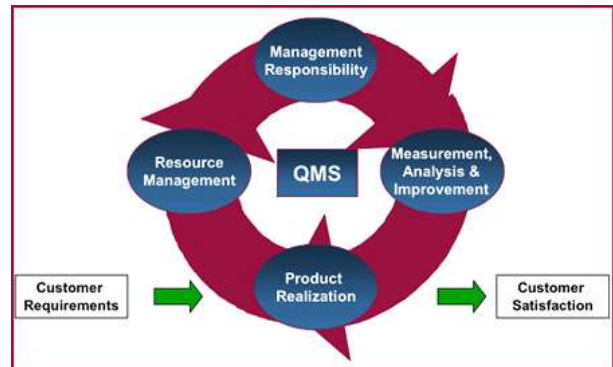 Management
Responsibility
Resource
Management
QMS
Measurement,
Analysis &
Improvement
Product
Realization
Customer
Requirements
Customer
Satisfaction